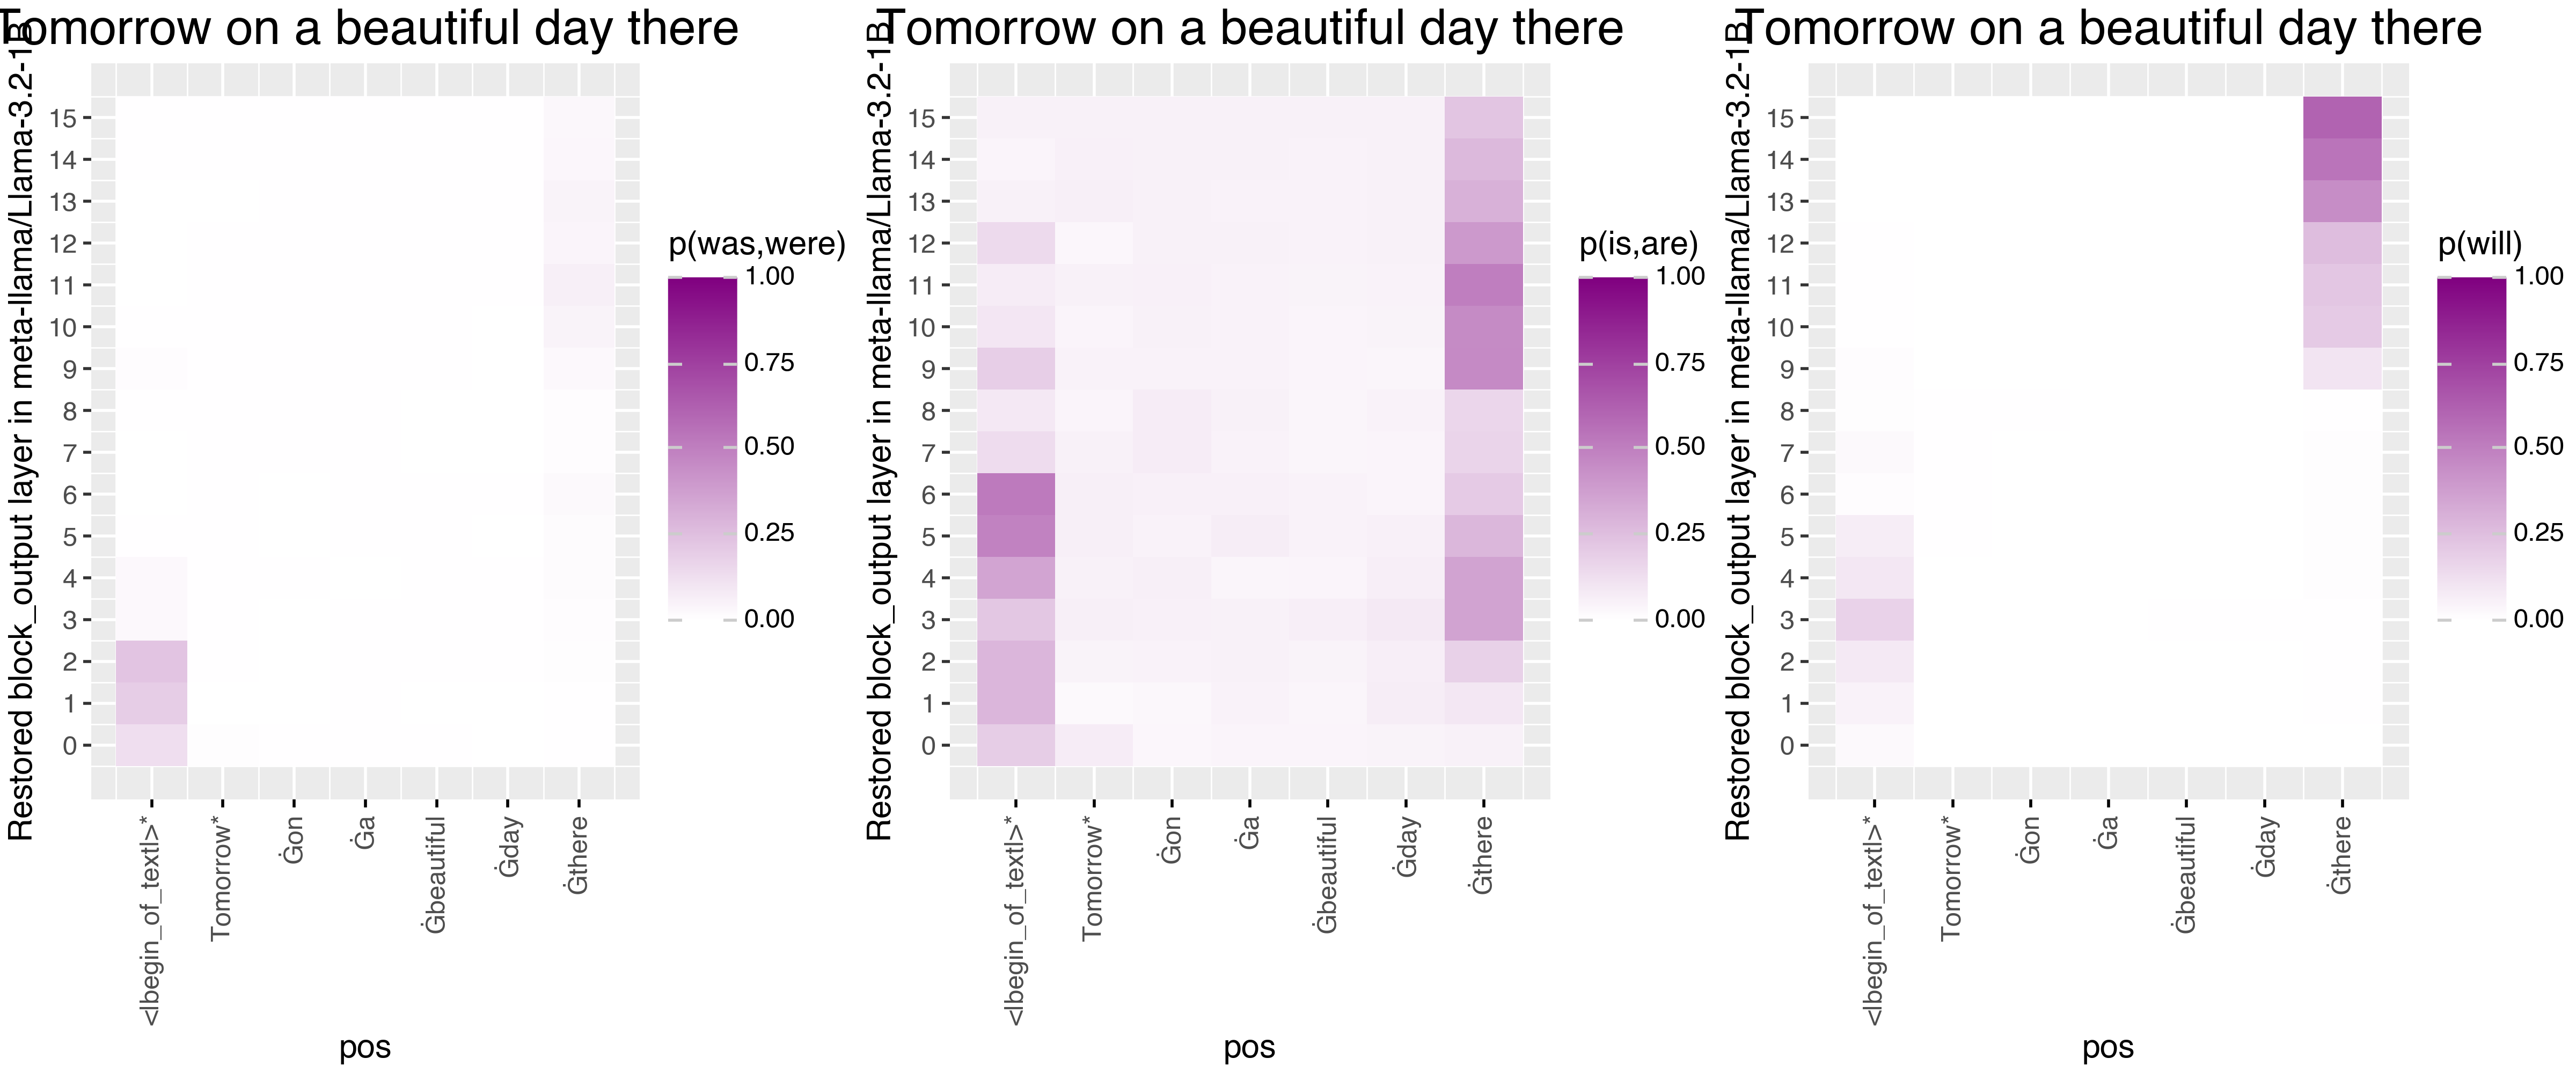 Tomorrow on a beautiful day there
Restored block_output layer in meta-llama/Llama-3.2-1B
15
14
13
12
11
10
9
8
7
6
5
4
3
2
1
0
<|begin_of_text|>*
Tomorrow*
Ġon
Ġa
Ġbeautiful
Ġday
Ġthere
pos
p(was,were)
1.00
0.75
0.50
0.25
0.00
Tomorrow on a beautiful day there
Restored block_output layer in meta-llama/Llama-3.2-1B
15
14
13
12
11
10
9
8
7
6
5
4
3
2
1
0
<|begin_of_text|>*
Tomorrow*
Ġon
Ġa
Ġbeautiful
Ġday
Ġthere
pos
p(is,are)
1.00
0.75
0.50
0.25
0.00
Tomorrow on a beautiful day there
Restored block_output layer in meta-llama/Llama-3.2-1B
15
14
13
12
11
10
9
8
7
6
5
4
3
2
1
0
<|begin_of_text|>*
Tomorrow*
Ġon
Ġa
Ġbeautiful
Ġday
Ġthere
pos
p(will)
1.00
0.75
0.50
0.25
0.00